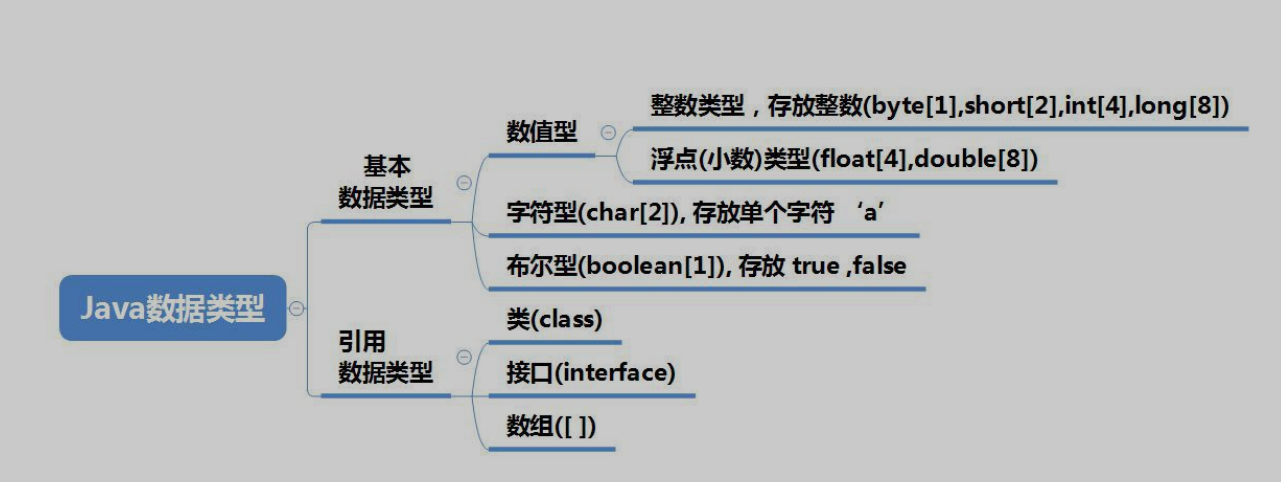 整数类型，存放整数(byte[1],short[2],int[4],long[8])
数值型
浮点(小数)类型(float[4],double[8])
基本
数据类型
字符型(char[2]), 存放单个字符 ‘a’
布尔型(boolean[1]), 存放 true ,false
Java数据类型
类(class)
引用
数据类型
接口(interface)
数组([ ])